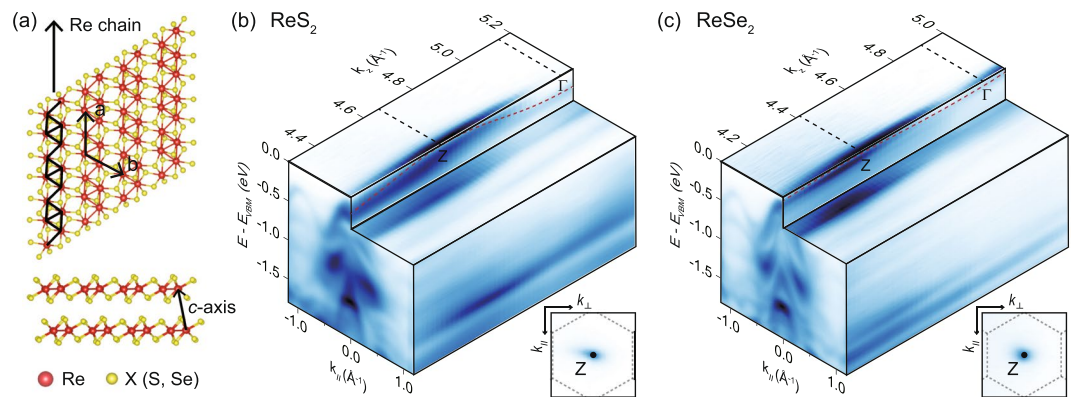 (a)
Re chain
a
b
c-axis
Re
X (S, Se)
(b)
ReS₂
5.2
5.0
4.8
4.6
4.4
k_z (Å⁻¹)
Γ
Z
0.0
-0.5
-1.0
-1.5
E - E_VBM (eV)
-1.0
0.0
1.0
k_|| (Å⁻¹)
k_⊥
k_||
Z
(c)
ReSe₂
5.0
4.8
4.6
4.4
4.2
k_z (Å⁻¹)
Γ
Z
0.0
-0.5
-1.0
-1.5
E - E_VBM (eV)
-1.0
0.0
1.0
k_|| (Å⁻¹)
k_⊥
k_||
Z